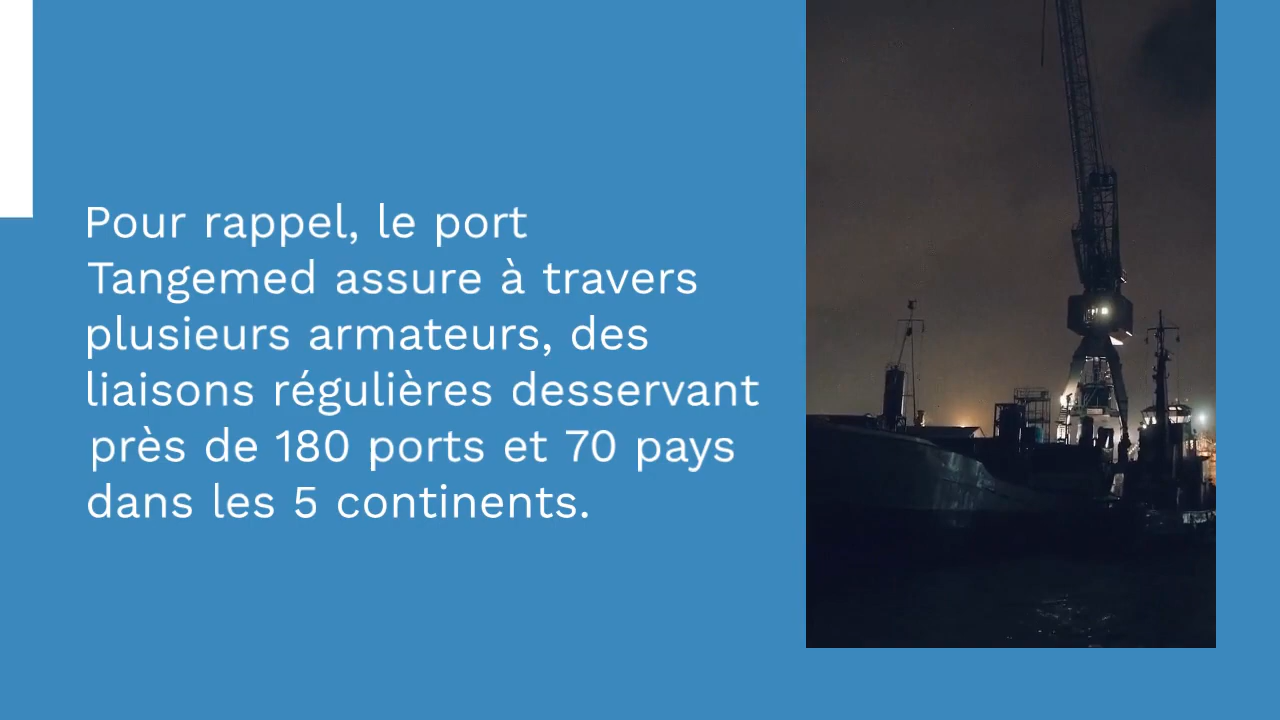 Pour rappel, le port
Tangemed assure à travers
plusieurs armateurs, des
liaisons régulières desservant
près de 180 ports et 70 pays
dans les 5 continents.